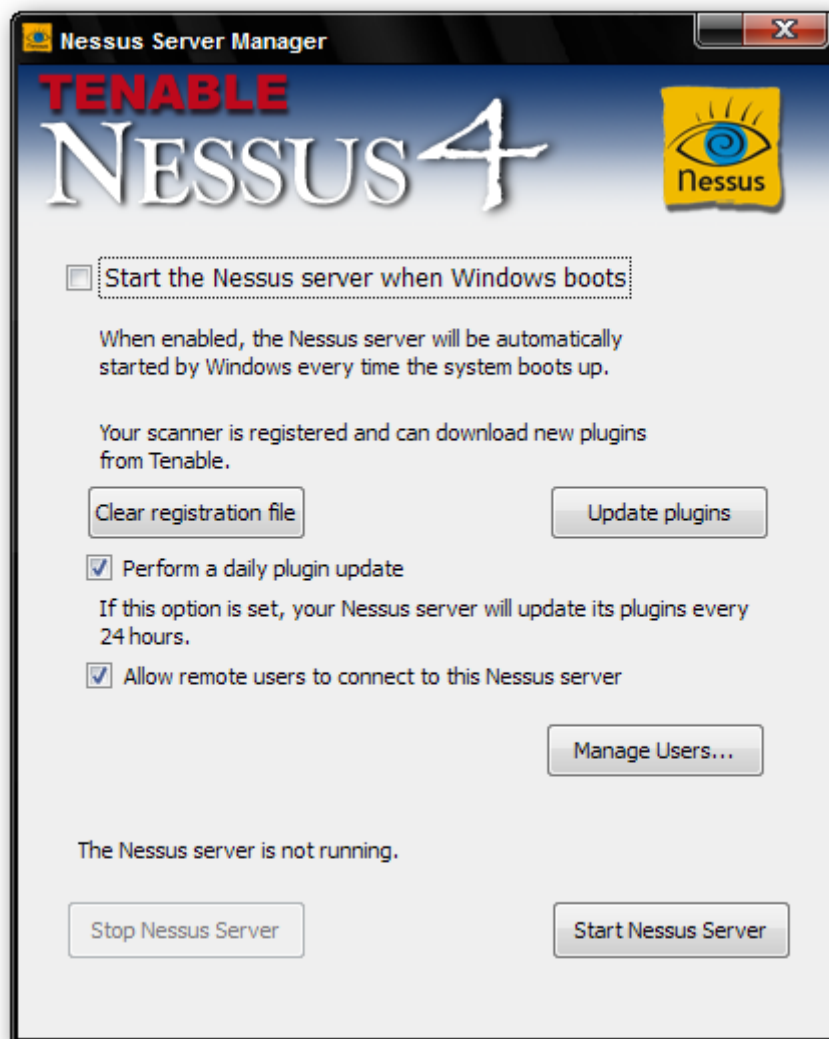 Nessus Server Manager
TENABLE
NESSUS 4
Nessus
Start the Nessus server when Windows boots
When enabled, the Nessus server will be automatically
started by Windows every time the system boots up.
Your scanner is registered and can download new plugins
from Tenable.
Clear registration file
Update plugins
Perform a daily plugin update
If this option is set, your Nessus server will update its plugins every
24 hours.
Allow remote users to connect to this Nessus server
Manage Users...
The Nessus server is not running.
Stop Nessus Server
Start Nessus Server